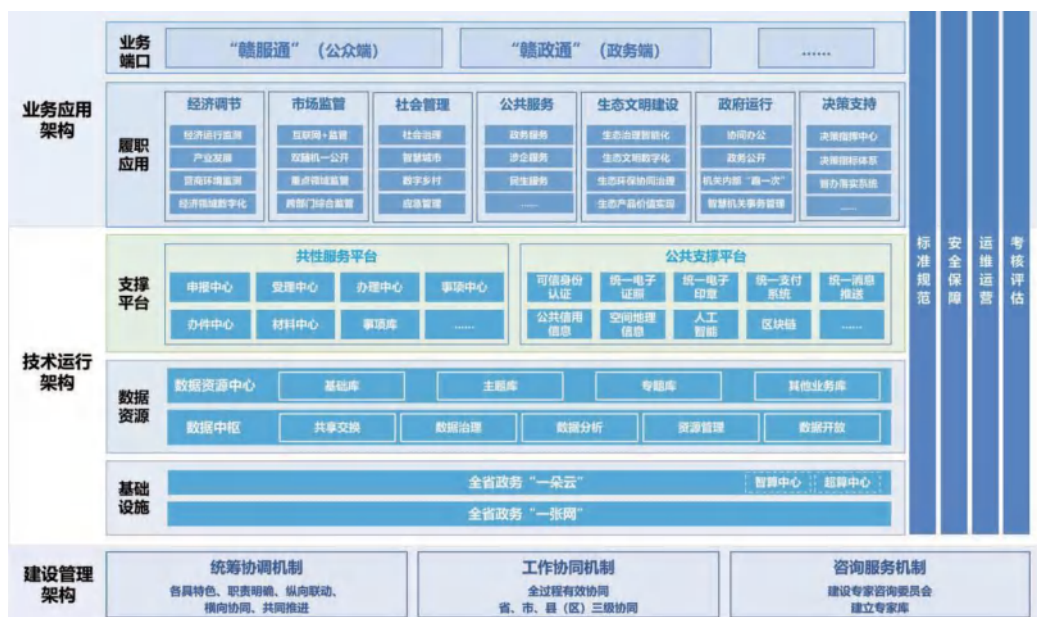 业务应用
架构
业务
端口
“赣服通”（公众端）
“赣政通”（政务端）
……
履职
应用
经济调节
经济运行监测
产业发展
营商环境监测
经济领域数字化
市场监管
互联网+监管
双随机一公开
重点领域监管
跨部门综合监管
社会管理
社会治理
智慧城市
数字乡村
应急管理
公共服务
政务服务
涉企服务
民生服务
……
生态文明建设
生态治理智能化
生态文明数字化
生态环保协同治理
生态产品价值实现
政府运行
协同办公
政务公开
机关内部“跑一次”
智慧机关事务管理
决策支持
决策指挥中心
决策指标体系
督办落实系统
……
技术运行
架构
支撑
平台
共性服务平台
申报中心
受理中心
办理中心
事项中心
办件中心
材料中心
事项库
……
公共支撑平台
可信身份
认证
统一电子
证照
统一电子
印章
统一支付
系统
统一消息
推送
公共信用
信息
空间地理
信息
人工
智能
区块链
……
数据
资源
数据资源中心
基础库
主题库
专题库
其他业务库
数据中枢
共享交换
数据治理
数据分析
资源管理
数据开放
基础
设施
全省政务“一朵云”
智算中心
超算中心
全省政务“一张网”
标准规范
安全保障
运维运营
考核评估
建设管理
架构
统筹协调机制
各具特色、职责明确、纵向联动、
横向协同、共同推进
工作协同机制
全过程有效协同
省、市、县（区）三级协同
咨询服务机制
建设专家咨询委员会
建立专家库